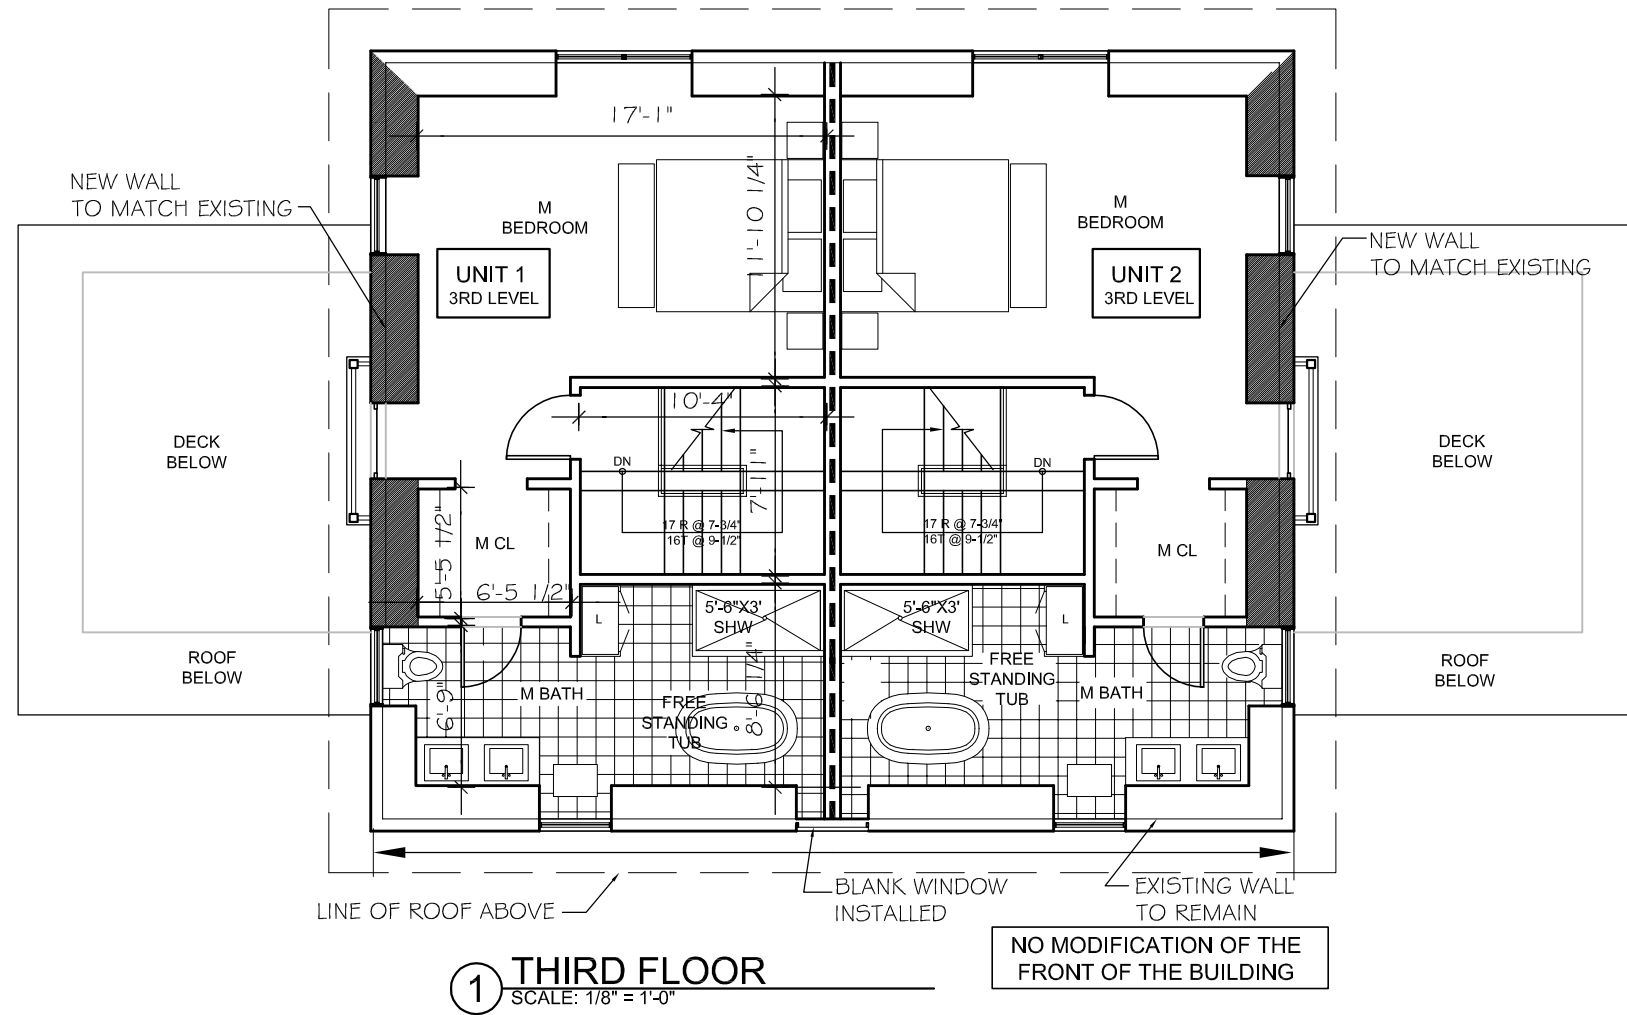 17'-1"
NEW WALL
TO MATCH EXISTING
M
BEDROOM
11'-10 1/4"
M
BEDROOM
NEW WALL
TO MATCH EXISTING
UNIT 1
3RD LEVEL
UNIT 2
3RD LEVEL
10'-4"
DECK
BELOW
DECK
BELOW
DN
DN
7'-11"
17 R @ 7-3/4"
16T @ 9-1/2"
17 R @ 7-3/4"
16T @ 9-1/2"
5'-5 1/2"
M CL
M CL
6'-5 1/2"
L
5'-6"X3'
SHW
5'-6"X3'
SHW
L
ROOF
BELOW
ROOF
BELOW
6'-9"
M BATH
FREE
STANDING
TUB
8'-6 1/4"
FREE
STANDING
TUB
M BATH
LINE OF ROOF ABOVE
BLANK WINDOW
INSTALLED
EXISTING WALL
TO REMAIN
NO MODIFICATION OF THE
FRONT OF THE BUILDING
1
THIRD FLOOR
SCALE: 1/8" = 1'-0"